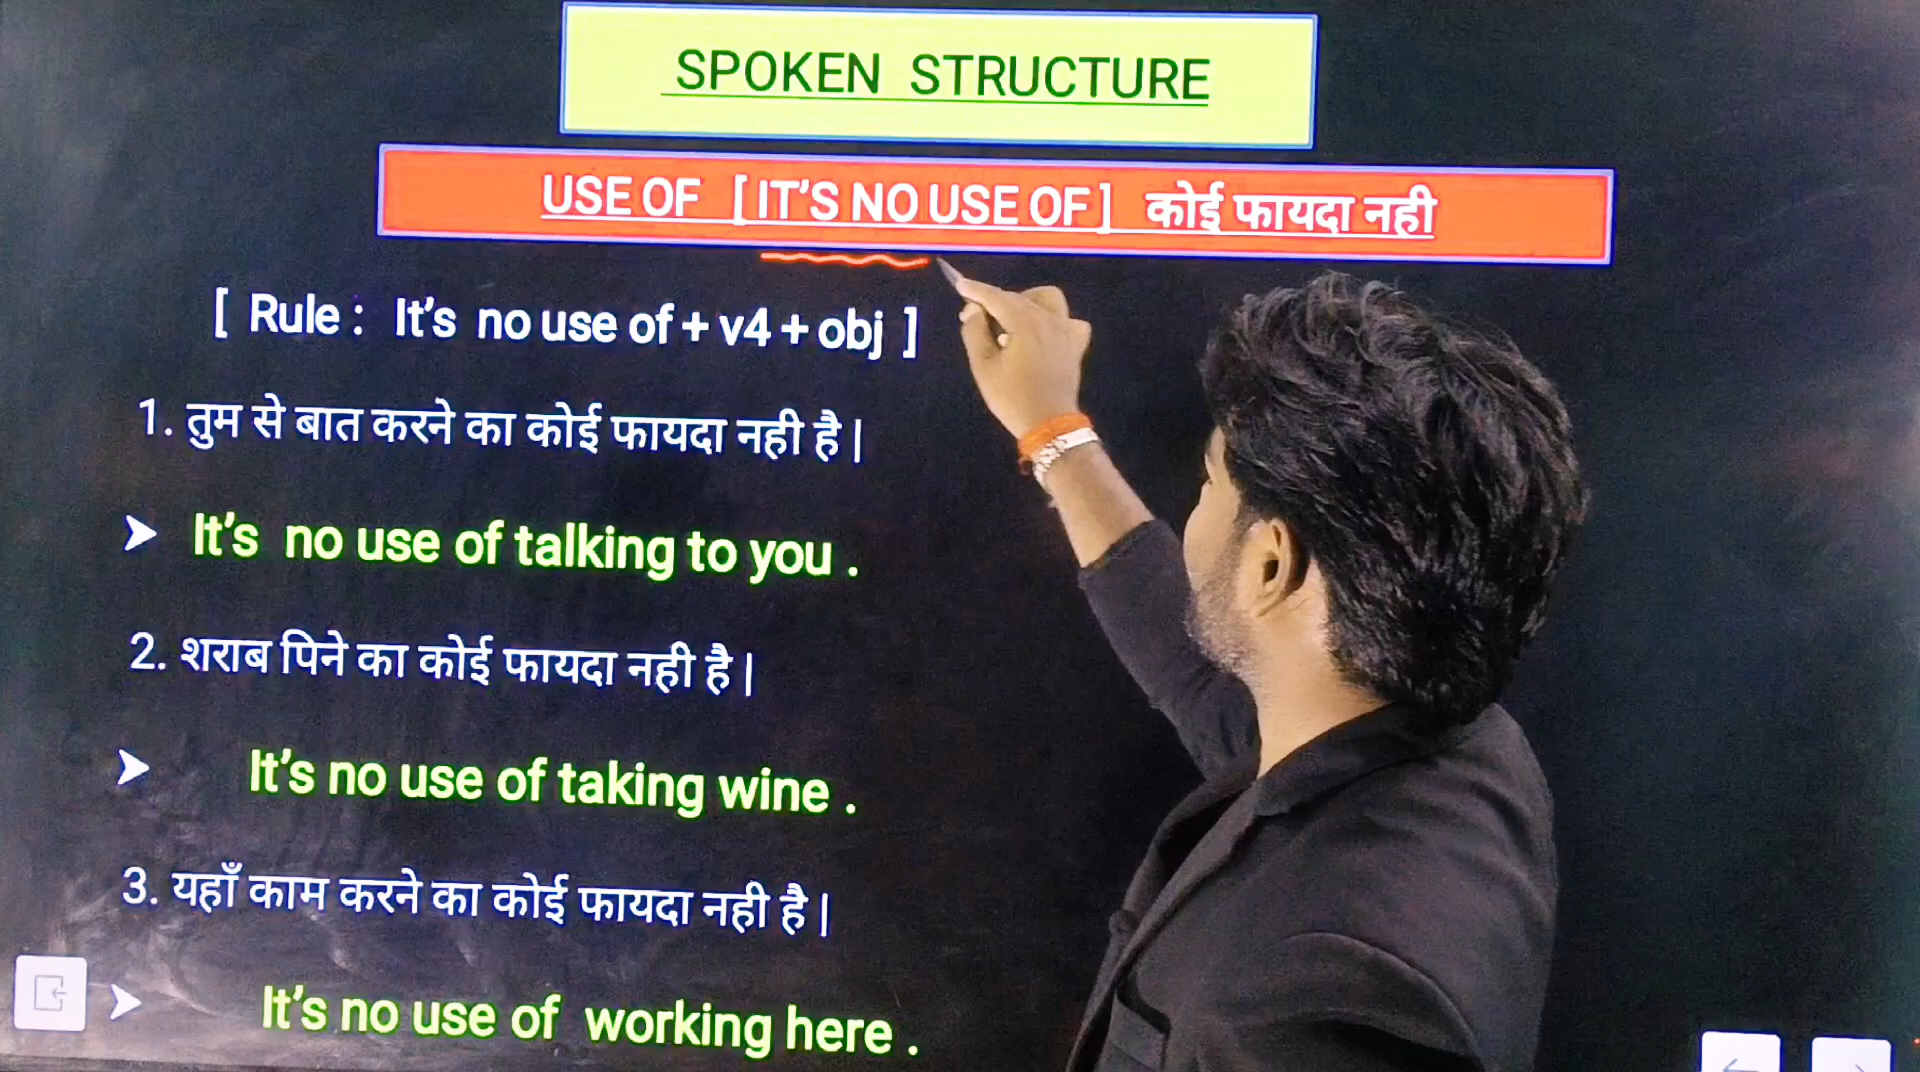 SPOKEN STRUCTURE
USE OF [ IT'S NO USE OF ] कोई फायदा नही
[ Rule : It's no use of + v4 + obj ]
1. तुम से बात करने का कोई फायदा नही है |
➤ It's no use of talking to you .
2. शराब पिने का कोई फायदा नही है |
➤ It's no use of taking wine .
3. यहाँ काम करने का कोई फायदा नही है |
➤ It's no use of working here .